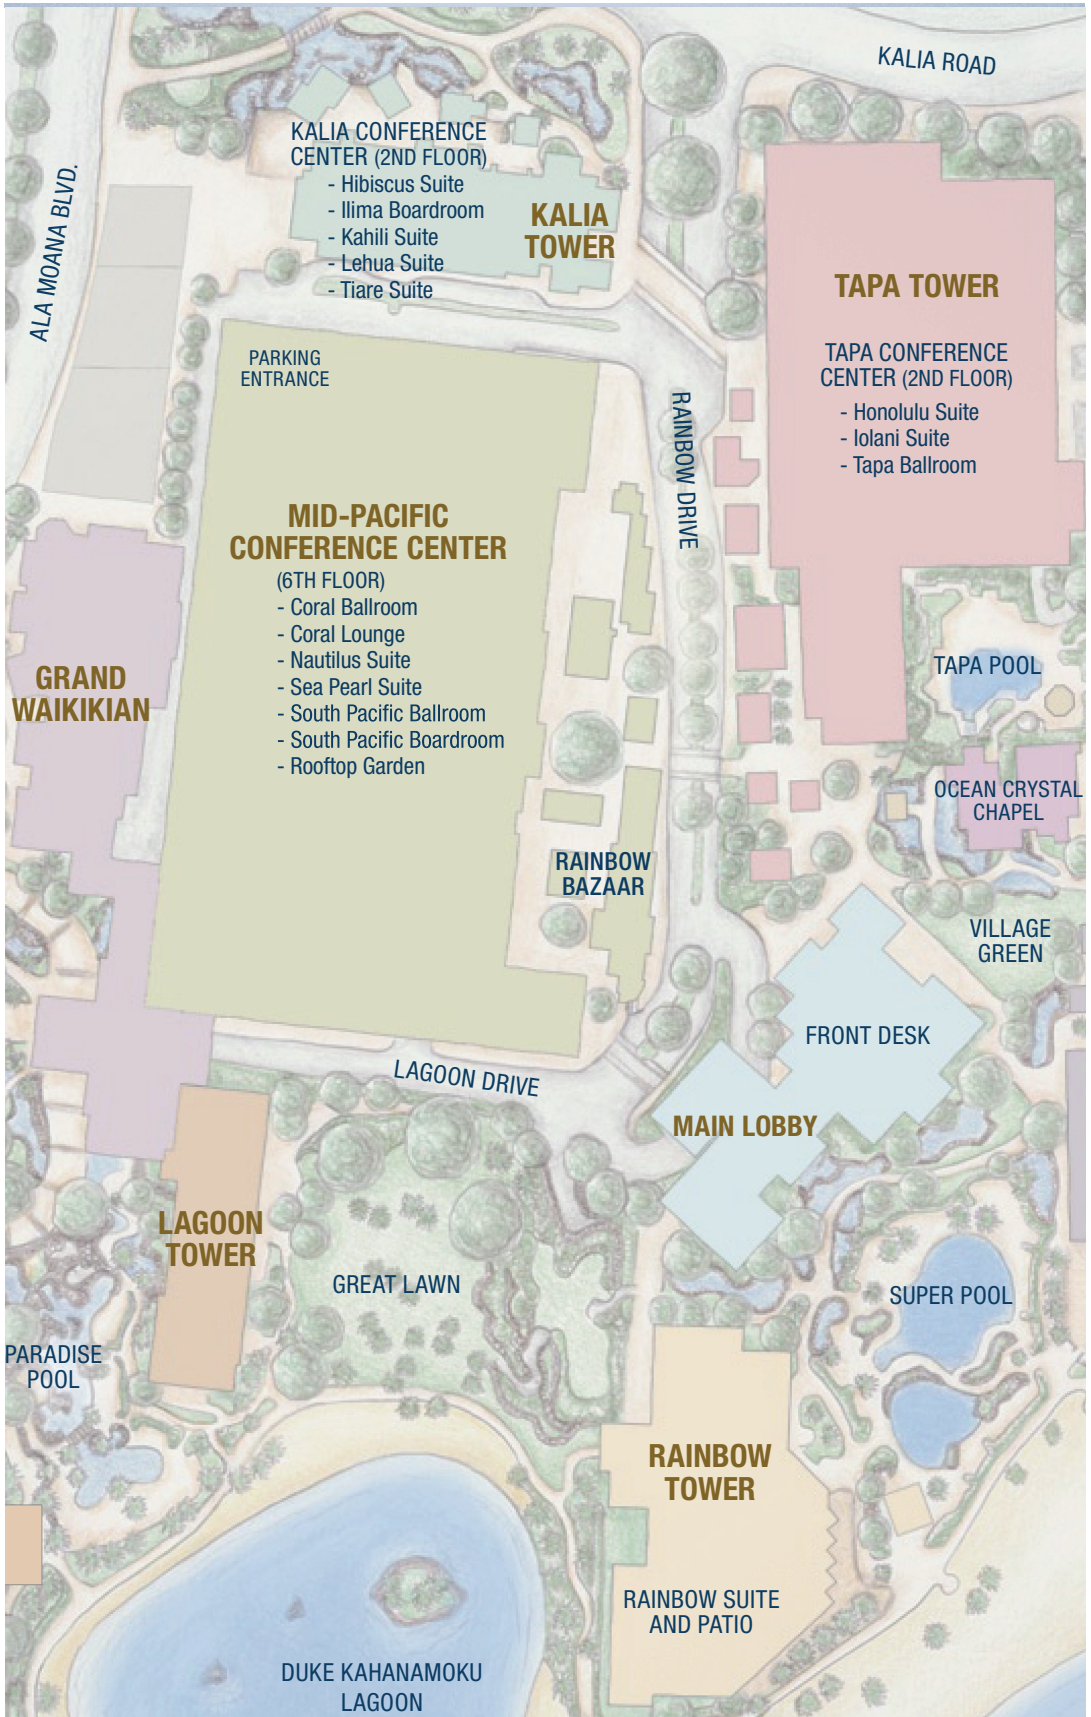 KALIA ROAD
KALIA CONFERENCE
CENTER (2ND FLOOR)
- Hibiscus Suite
- Ilima Boardroom
- Kahili Suite
- Lehua Suite
- Tiare Suite
KALIA
TOWER
ALA MOANA BLVD.
TAPA TOWER
TAPA CONFERENCE
CENTER (2ND FLOOR)
- Honolulu Suite
- Iolani Suite
- Tapa Ballroom
PARKING
ENTRANCE
RAINBOW DRIVE
MID-PACIFIC
CONFERENCE CENTER
(6TH FLOOR)
- Coral Ballroom
- Coral Lounge
- Nautilus Suite
- Sea Pearl Suite
- South Pacific Ballroom
- South Pacific Boardroom
- Rooftop Garden
GRAND
WAIKIKIAN
TAPA POOL
OCEAN CRYSTAL
CHAPEL
RAINBOW
BAZAAR
VILLAGE
GREEN
FRONT DESK
LAGOON DRIVE
MAIN LOBBY
LAGOON
TOWER
GREAT LAWN
SUPER POOL
PARADISE
POOL
RAINBOW
TOWER
RAINBOW SUITE
AND PATIO
DUKE KAHANAMOKU
LAGOON